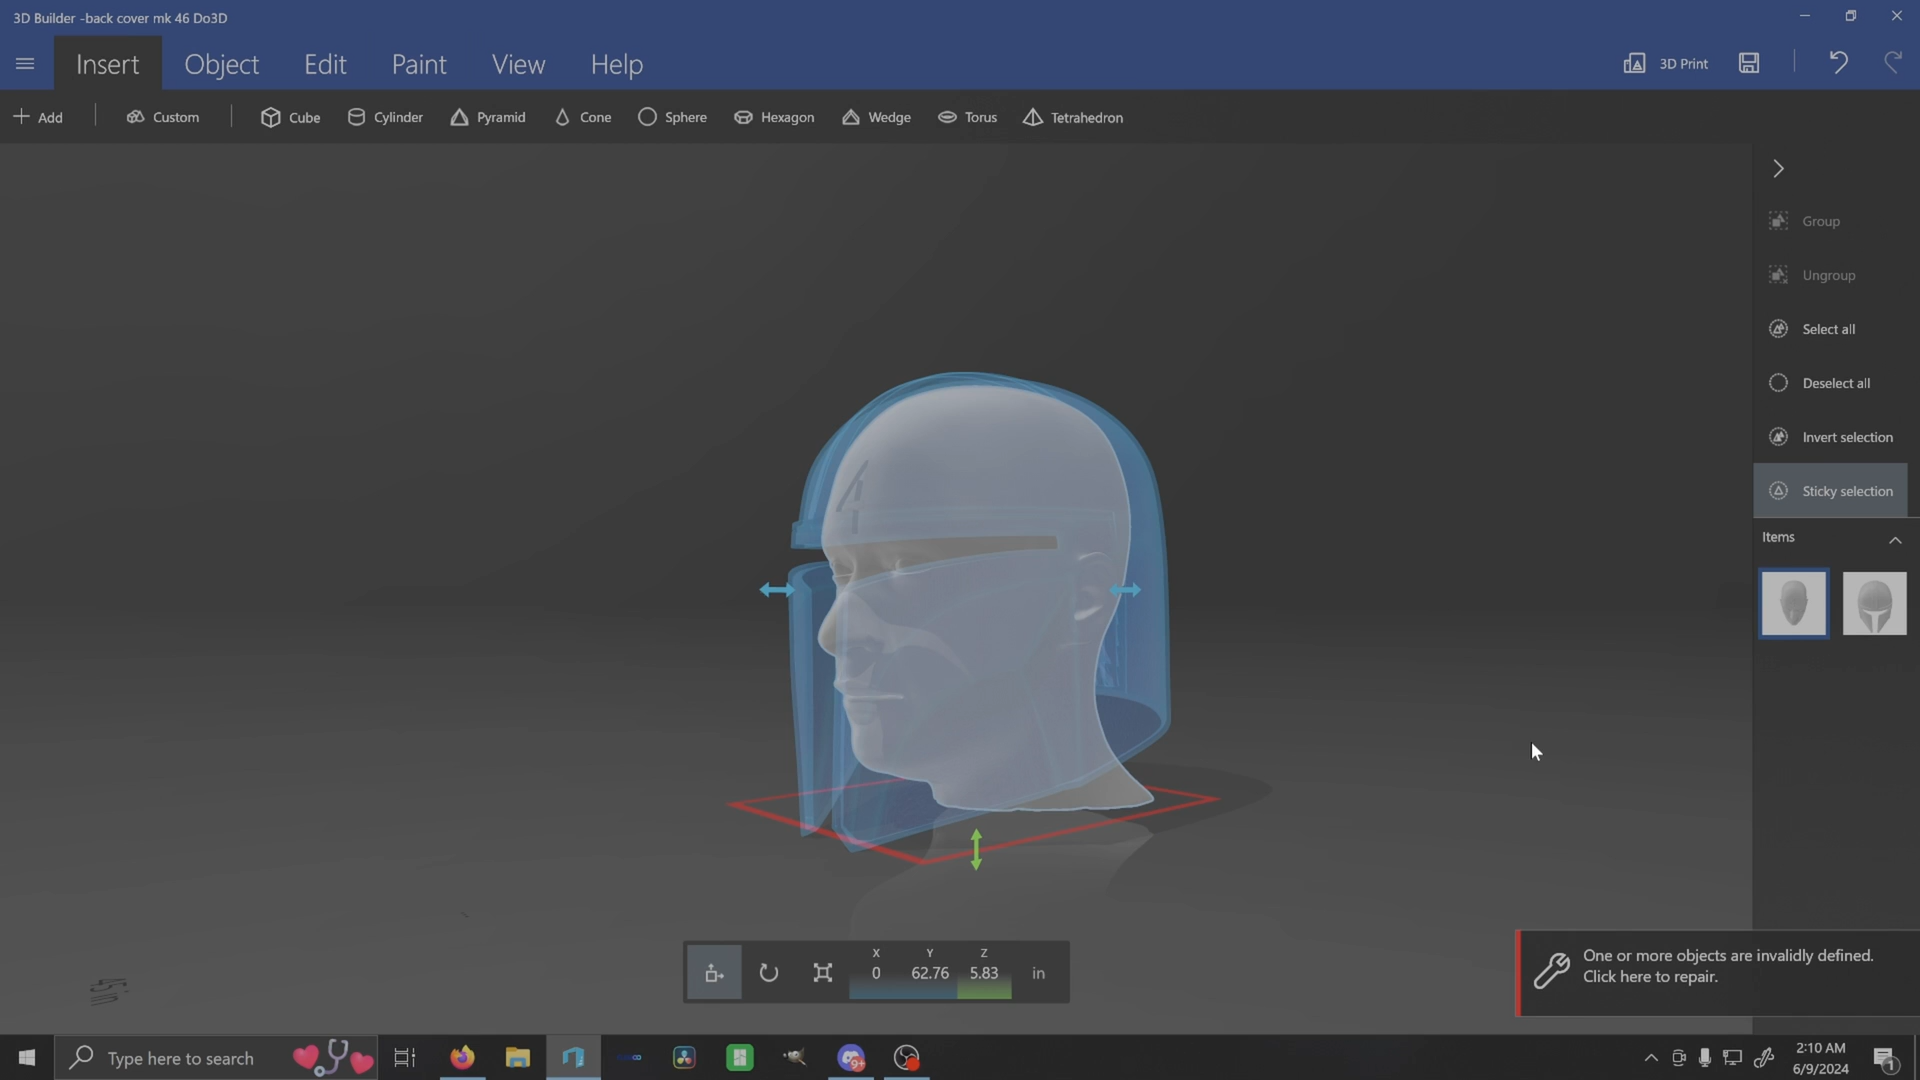 3D Builder -back cover mk 46 Do3D
Insert
Object
Edit
Paint
View
Help
3D Print
Add
Custom
Cube
Cylinder
Pyramid
Cone
Sphere
Hexagon
Wedge
Torus
Tetrahedron
Group
Ungroup
Select all
Deselect all
Invert selection
Sticky selection
Items
X Y Z
0 62.76 5.83 in
One or more objects are invalidly defined.
Click here to repair.
Type here to search
9+
2:10 AM
6/9/2024
1